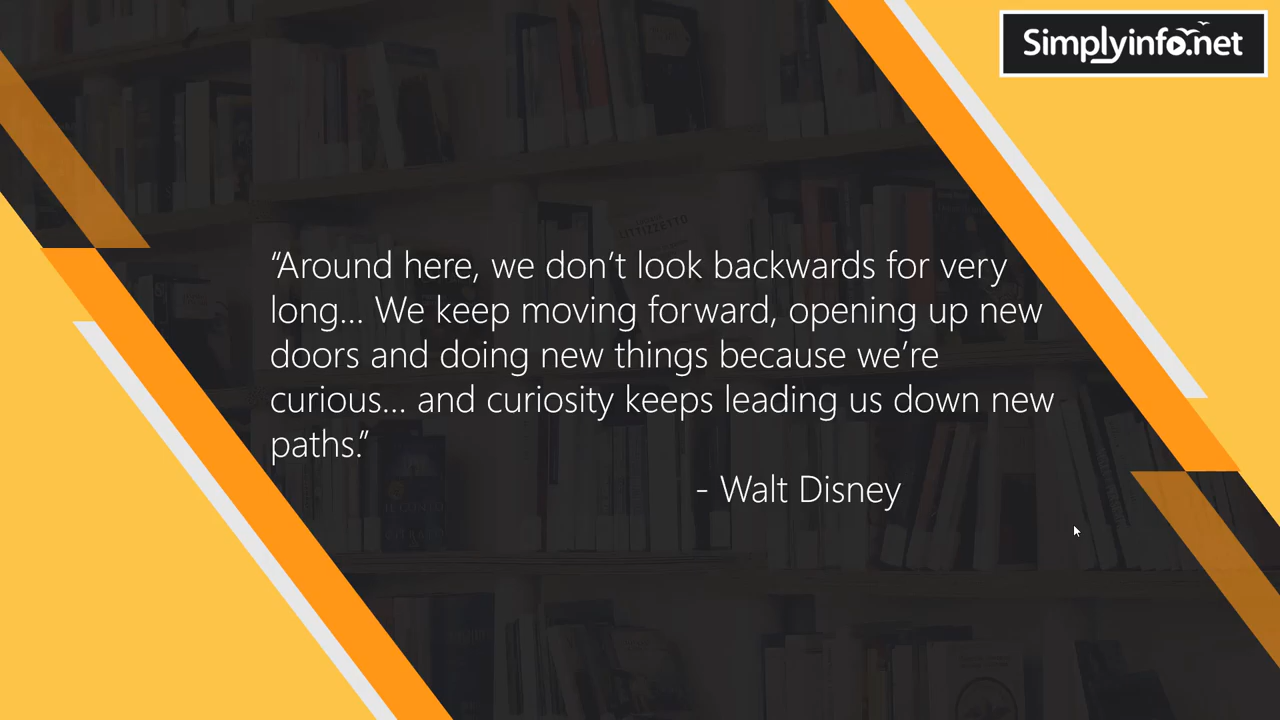 Simplyinfo.net
“Around here, we don’t look backwards for very
long... We keep moving forward, opening up new
doors and doing new things because we’re
curious... and curiosity keeps leading us down new
paths.”
- Walt Disney